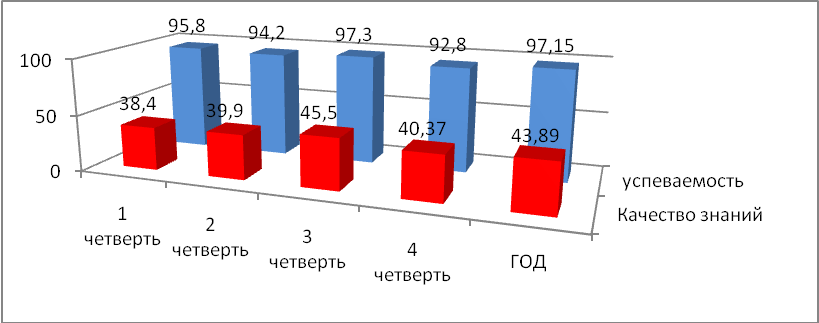 95,8
94,2
97,3
92,8
97,15
100
50
0
38,4
39,9
45,5
40,37
43,89
успеваемость
Качество знаний
1
четверть
2
четверть
3
четверть
4
четверть
ГОД